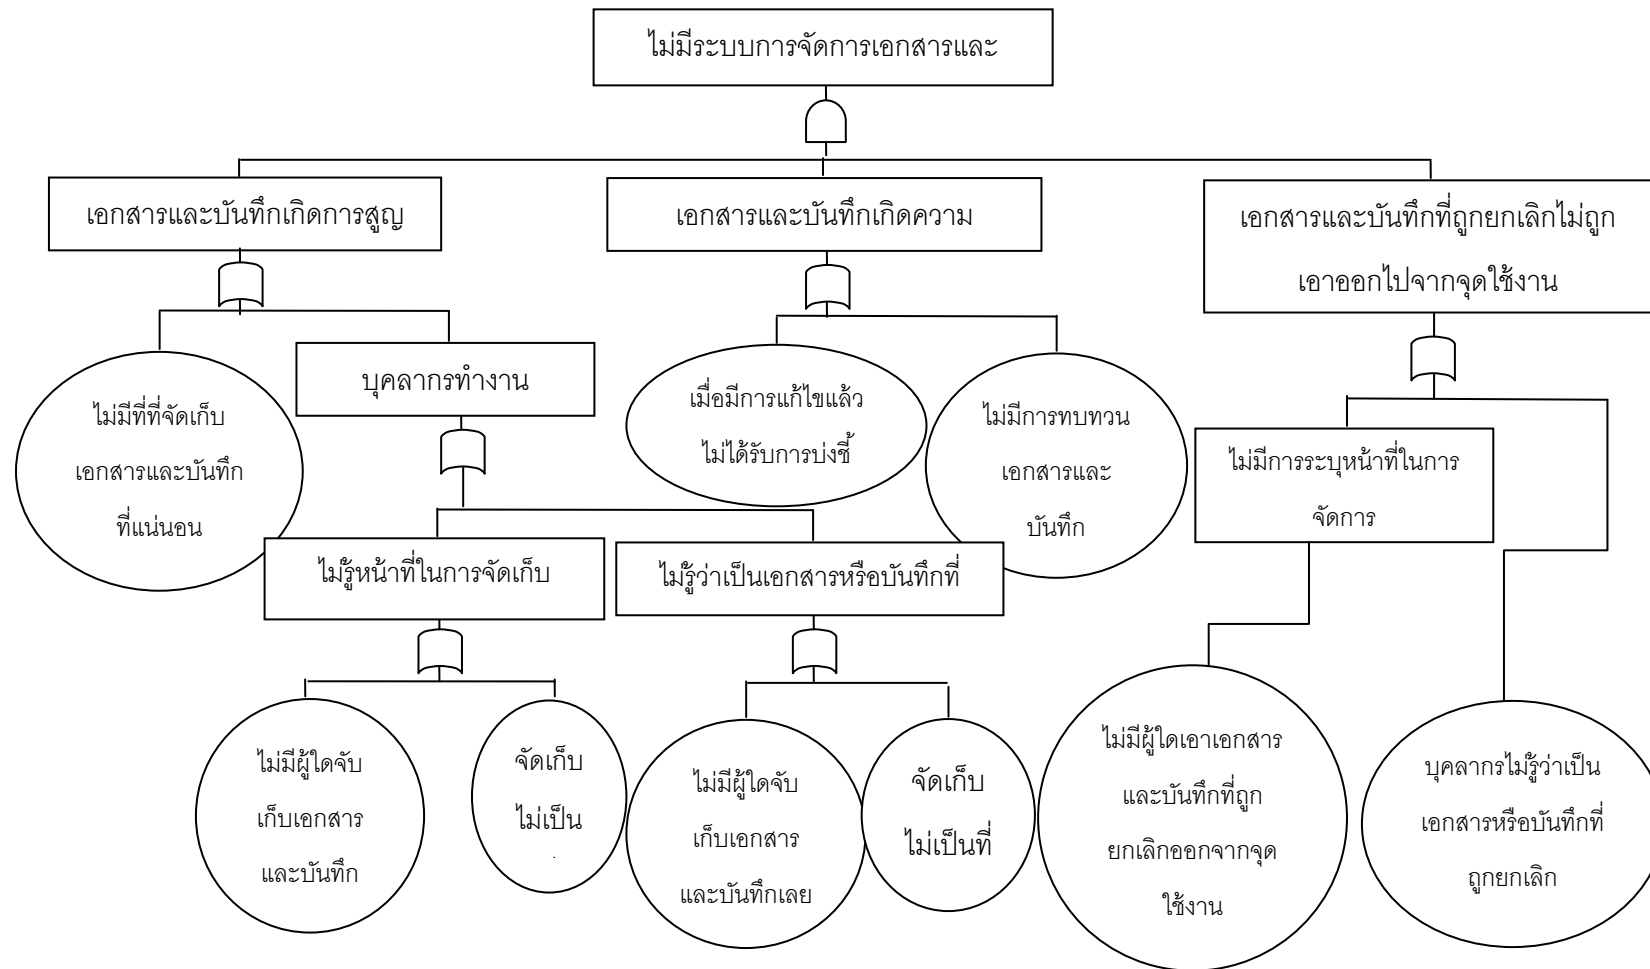 ไม่มีระบบการจัดการเอกสารและ
เอกสารและบันทึกเกิดการสูญ
เอกสารและบันทึกเกิดความ
เอกสารและบันทึกที่ถูกยกเลิกไม่ถูก
เอาออกไปจากจุดใช้งาน
ไม่มีที่ที่จัดเก็บ
เอกสารและบันทึก
ที่แน่นอน
บุคลากรทำงาน
เมื่อมีการแก้ไขแล้ว
ไม่ได้รับการบ่งชี้
ไม่มีการทบทวน
เอกสารและ
บันทึก
ไม่มีการระบุหน้าที่ในการ
จัดการ
ไม่รู้หน้าที่ในการจัดเก็บ
ไม่รู้ว่าเป็นเอกสารหรือบันทึกที่
ไม่มีผู้ใดจับ
เก็บเอกสาร
และบันทึก
จัดเก็บ
ไม่เป็น
ไม่มีผู้ใดจับ
เก็บเอกสาร
และบันทึกเลย
จัดเก็บ
ไม่เป็นที่
ไม่มีผู้ใดเอาเอกสาร
และบันทึกที่ถูก
ยกเลิกออกจากจุด
ใช้งาน
บุคลากรไม่รู้ว่าเป็น
เอกสารหรือบันทึกที่
ถูกยกเลิก